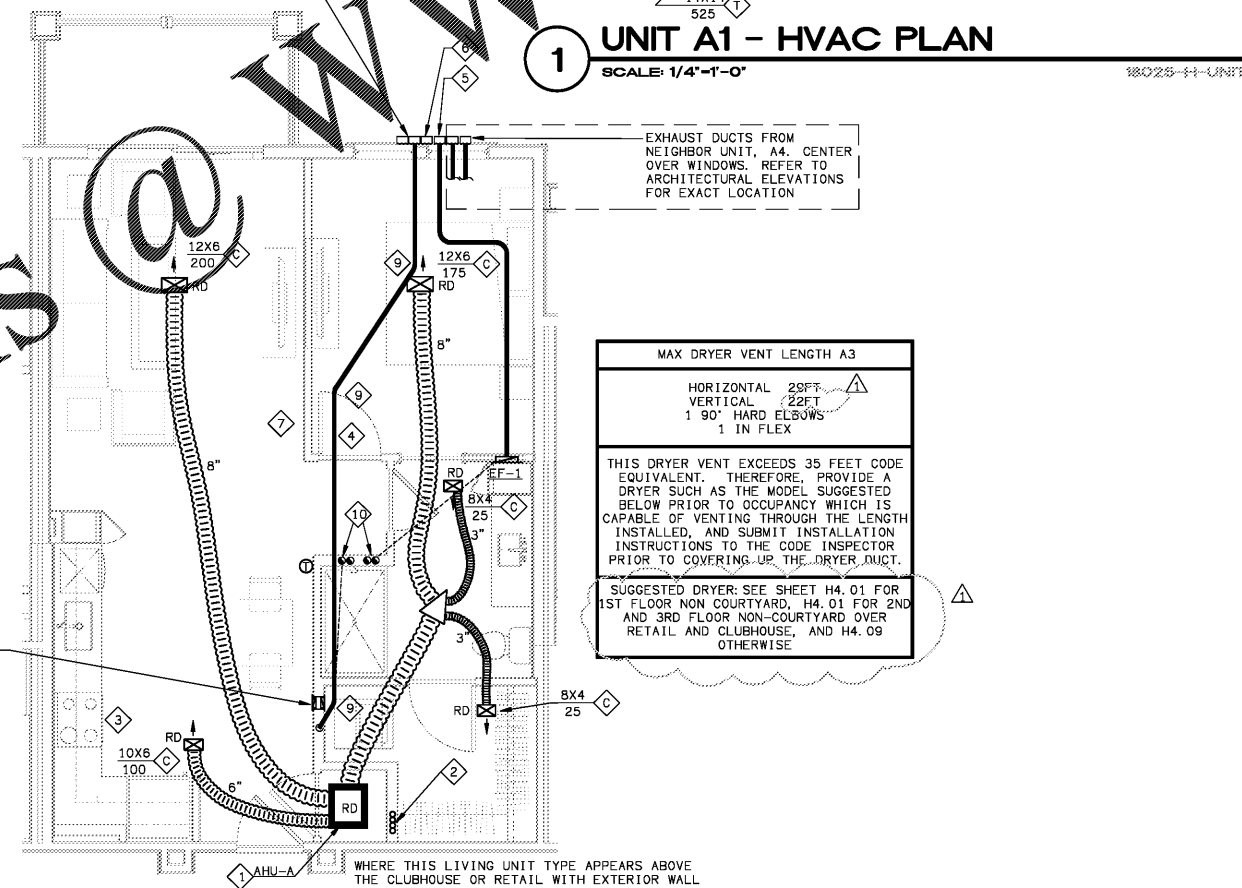 14X14
525
T
6
5
1
UNIT A1 - HVAC PLAN
SCALE: 1/4"=1'-0"
18025-H-UNIT
EXHAUST DUCTS FROM
NEIGHBOR UNIT, A4. CENTER
OVER WINDOWS. REFER TO
ARCHITECTURAL ELEVATIONS
FOR EXACT LOCATION
@ W W
s
12X6
200
C
RD
9
12X6
175
C
RD
8"
9
7
4
8"
RD
EF-1
8X4
25
C
3"
10
T
3"
MAX DRYER VENT LENGTH A3
HORIZONTAL 29FT
VERTICAL 22FT
1 90° HARD ELBOWS
1 IN FLEX
1
THIS DRYER VENT EXCEEDS 35 FEET CODE
EQUIVALENT. THEREFORE, PROVIDE A
DRYER SUCH AS THE MODEL SUGGESTED
BELOW PRIOR TO OCCUPANCY WHICH IS
CAPABLE OF VENTING THROUGH THE LENGTH
INSTALLED, AND SUBMIT INSTALLATION
INSTRUCTIONS TO THE CODE INSPECTOR
PRIOR TO COVERING UP THE DRYER DUCT.
SUGGESTED DRYER: SEE SHEET H4.01 FOR
1ST FLOOR NON COURTYARD, H4.01 FOR 2ND
AND 3RD FLOOR NON-COURTYARD OVER
RETAIL AND CLUBHOUSE, AND H4.09
OTHERWISE
1
3
9
RD
8X4
25
C
RD
10X6
100
C
6"
RD
2
1
AHU-A
WHERE THIS LIVING UNIT TYPE APPEARS ABOVE
THE CLUBHOUSE OR RETAIL WITH EXTERIOR WALL